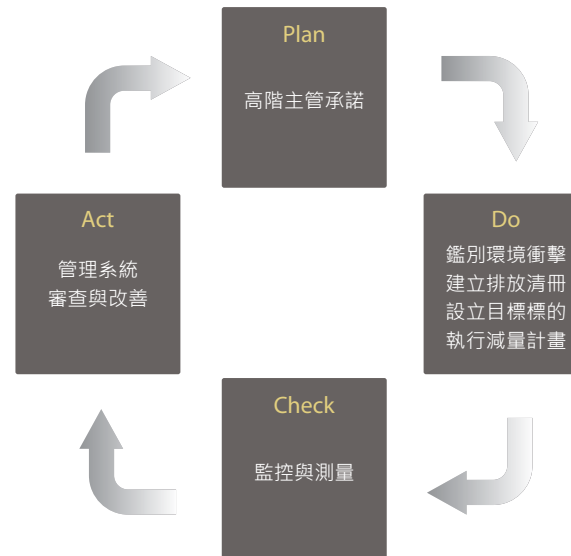 Plan
高階主管承諾
Do
鑑別環境衝擊
建立排放清冊
設立目標標的
執行減量計畫
Check
監控與測量
Act
管理系統
審查與改善